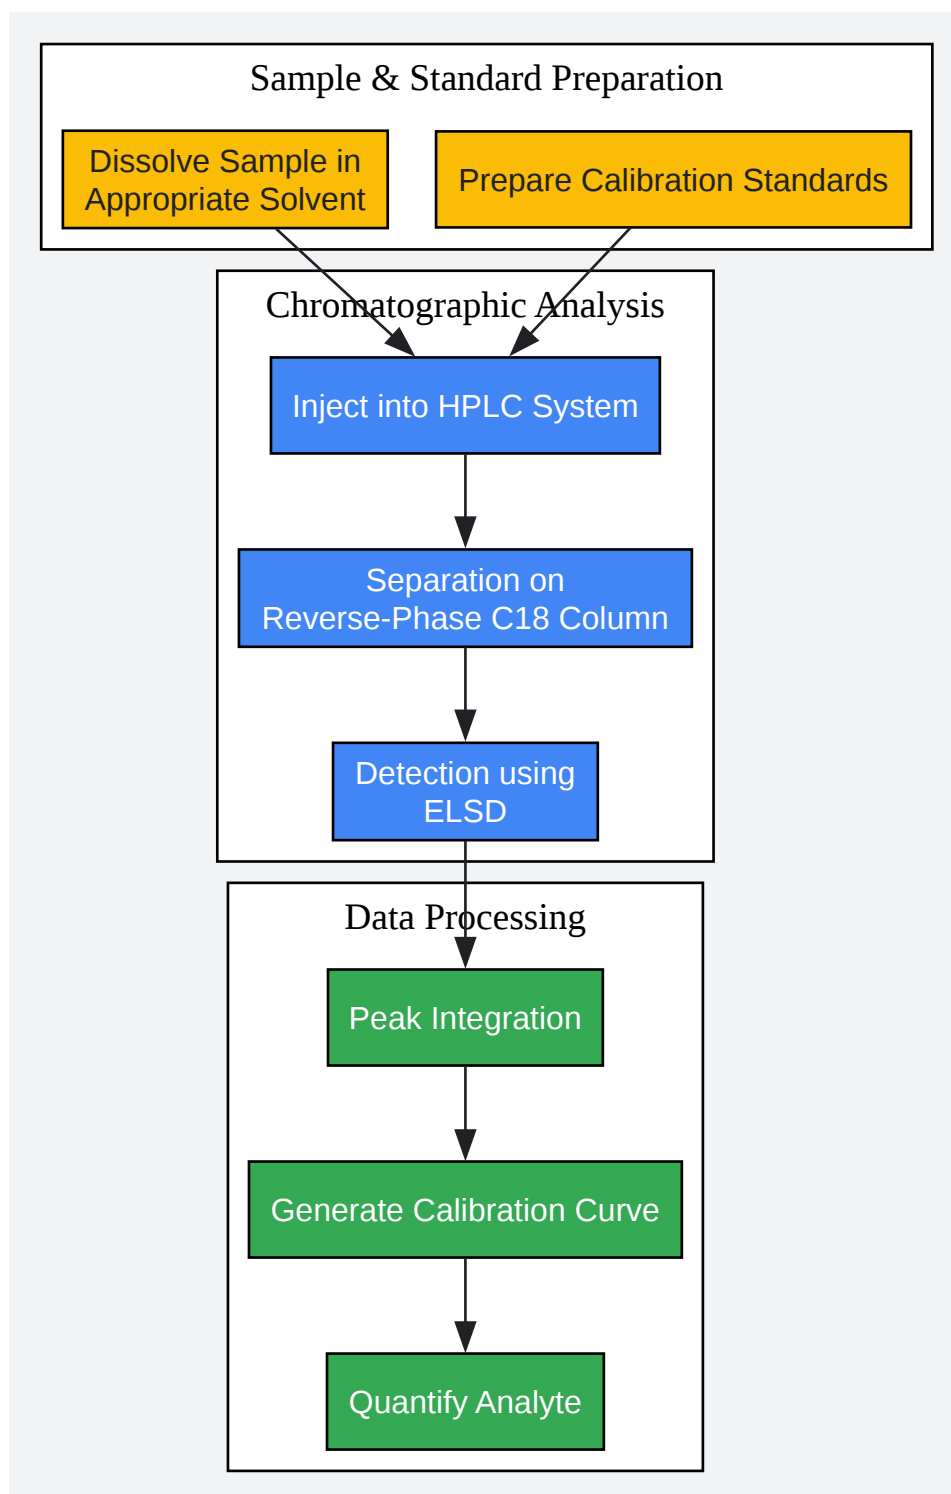 Sample & Standard Preparation
Dissolve Sample in
Appropriate Solvent
Prepare Calibration Standards
Chromatographic Analysis
Inject into HPLC System
Separation on
Reverse-Phase C18 Column
Detection using
ELSD
Data Processing
Peak Integration
Generate Calibration Curve
Quantify Analyte